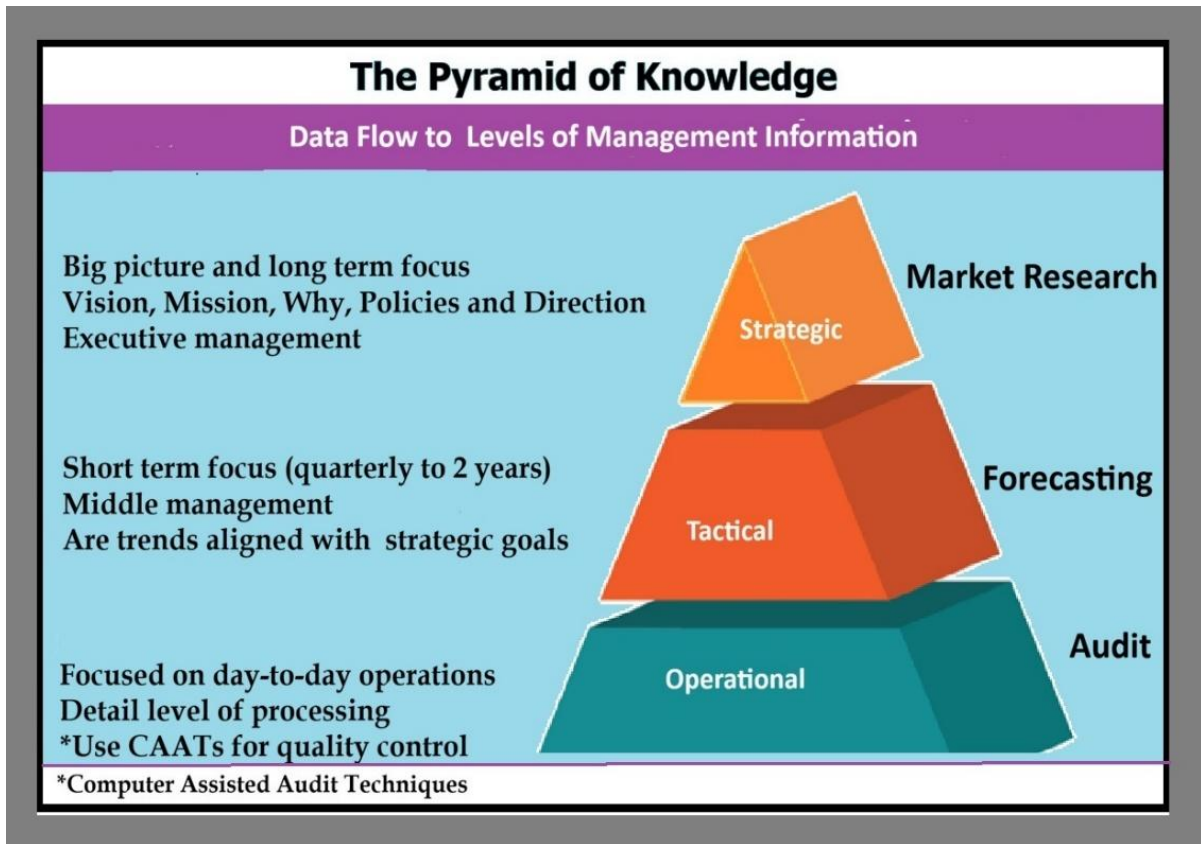 The Pyramid of Knowledge
Data Flow to Levels of Management Information
Big picture and long term focus
Vision, Mission, Why, Policies and Direction
Executive management
Strategic
Market Research
Short term focus (quarterly to 2 years)
Middle management
Are trends aligned with strategic goals
Tactical
Forecasting
Focused on day-to-day operations
Detail level of processing
*Use CAATs for quality control
Operational
Audit
*Computer Assisted Audit Techniques